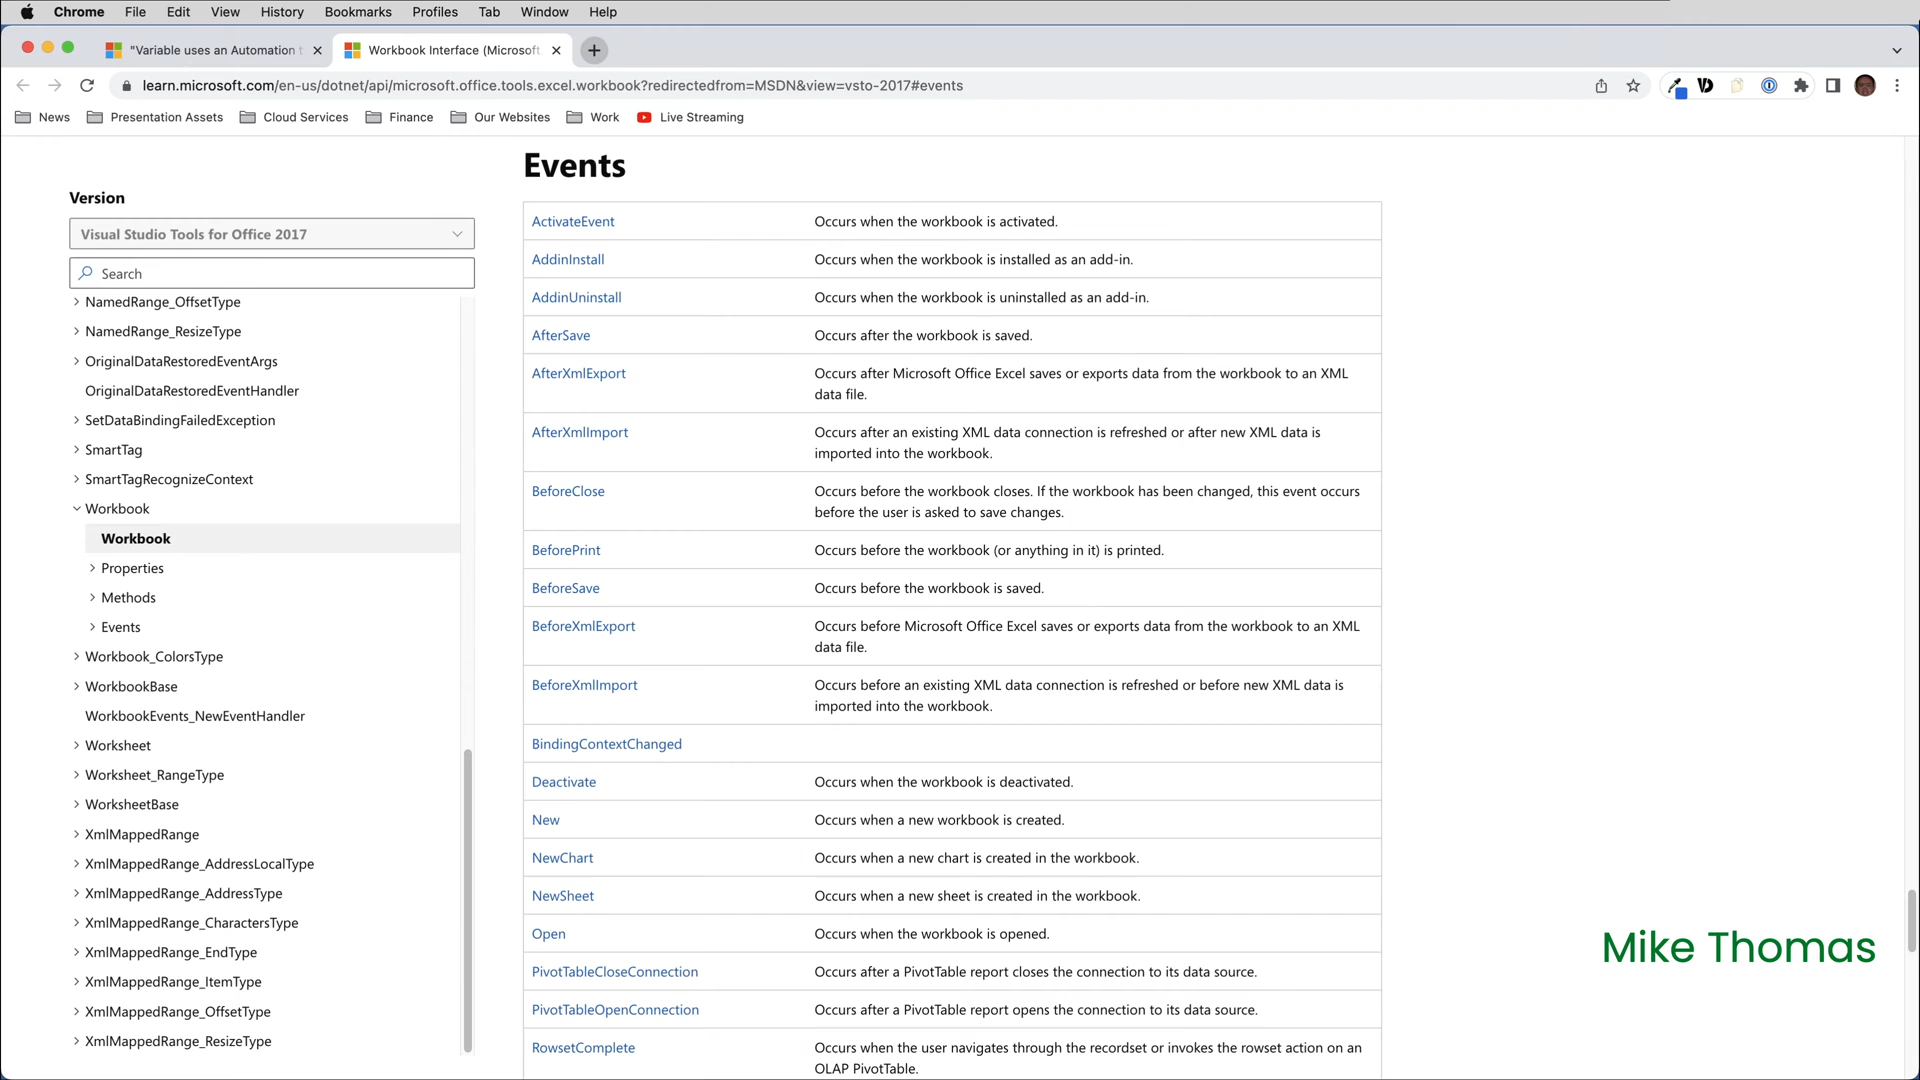 Chrome File Edit View History Bookmarks Profiles Tab Window Help
"Variable uses an Automation t
Workbook Interface (Microsoft.
learn.microsoft.com/en-us/dotnet/api/microsoft.office.tools.excel.workbook?redirectedfrom=MSDN&view=vsto-2017#events
News Presentation Assets Cloud Services Finance Our Websites Work Live Streaming
Version
Visual Studio Tools for Office 2017
Search
NamedRange_OffsetType
NamedRange_ResizeType
OriginalDataRestoredEventArgs
OriginalDataRestoredEventHandler
SetDataBindingFailedException
SmartTag
SmartTagRecognizeContext
Workbook
Workbook
Properties
Methods
Events
Workbook_ColorsType
WorkbookBase
WorkbookEvents_NewEventHandler
Worksheet
Worksheet_RangeType
WorksheetBase
XmlMappedRange
XmlMappedRange_AddressLocalType
XmlMappedRange_AddressType
XmlMappedRange_CharactersType
XmlMappedRange_EndType
XmlMappedRange_ItemType
XmlMappedRange_OffsetType
XmlMappedRange_ResizeType
Events
ActivateEvent Occurs when the workbook is activated.
AddinInstall Occurs when the workbook is installed as an add-in.
AddinUninstall Occurs when the workbook is uninstalled as an add-in.
AfterSave Occurs after the workbook is saved.
AfterXmlExport Occurs after Microsoft Office Excel saves or exports data from the workbook to an XML
data file.
AfterXmlImport Occurs after an existing XML data connection is refreshed or after new XML data is
imported into the workbook.
BeforeClose Occurs before the workbook closes. If the workbook has been changed, this event occurs
before the user is asked to save changes.
BeforePrint Occurs before the workbook (or anything in it) is printed.
BeforeSave Occurs before the workbook is saved.
BeforeXmlExport Occurs before Microsoft Office Excel saves or exports data from the workbook to an XML
data file.
BeforeXmlImport Occurs before an existing XML data connection is refreshed or before new XML data is
imported into the workbook.
BindingContextChanged
Deactivate Occurs when the workbook is deactivated.
New Occurs when a new workbook is created.
NewChart Occurs when a new chart is created in the workbook.
NewSheet Occurs when a new sheet is created in the workbook.
Open Occurs when the workbook is opened.
PivotTableCloseConnection Occurs after a PivotTable report closes the connection to its data source.
PivotTableOpenConnection Occurs after a PivotTable report opens the connection to its data source.
RowsetComplete Occurs when the user navigates through the recordset or invokes the rowset action on an
OLAP PivotTable.
Mike Thomas